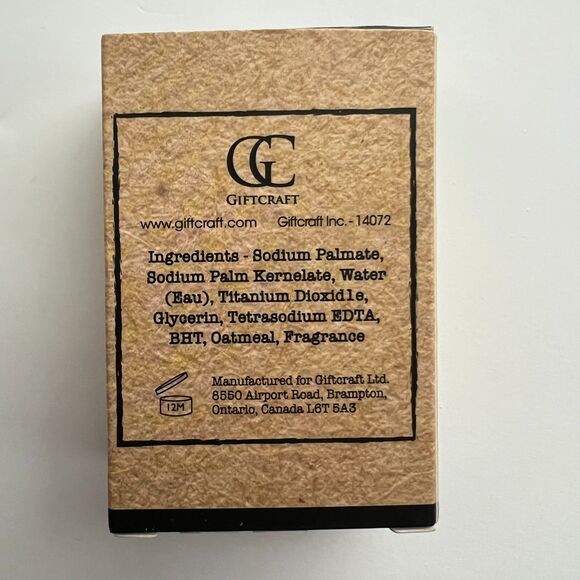 GC
GIFTCRAFT
www.giftcraft.com Giftcraft Inc. - 14072
Ingredients - Sodium Palmate,
Sodium Palm Kernelate, Water
(Eau), Titanium Dioxid1e,
Glycerin, Tetrasodium EDTA,
BHT, Oatmeal, Fragrance
12M
Manufactured for Giftcraft Ltd.
8550 Airport Road, Brampton,
Ontario, Canada L6T 5A3